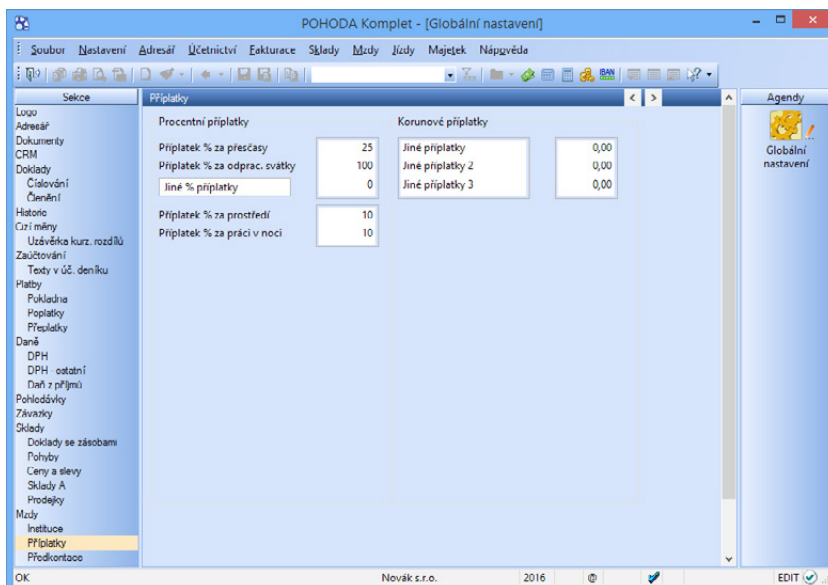 POHODA Komplet - [Globální nastavení]
Soubor Nastavení Adresář Účetnictví Fakturace Sklady Mzdy Jízdy Majetek Nápověda
IBAN
Sekce
Logo
Adresář
Dokumenty
CRM
Doklady
Číslování
Členění
Historie
Cizí měny
Uzávěrka kurz. rozdílů
Zaúčtování
Texty v úč. deníku
Platby
Pokladna
Poplatky
Přeplatky
Daně
DPH
DPH - ostatní
Daň z příjmů
Pohledávky
Závazky
Sklady
Doklady se zásobami
Pohyby
Ceny a slevy
Sklady A
Prodejky
Mzdy
Instituce
Příplatky
Předkontace
Příplatky
Procentní příplatky
Příplatek % za přesčasy 25
Příplatek % za odprac. svátky 100
Jiné % příplatky 0
Příplatek % za prostředí 10
Příplatek % za práci v noci 10
Korunové příplatky
Jiné příplatky 0,00
Jiné příplatky 2 0,00
Jiné příplatky 3 0,00
Agendy
Globální
nastavení
OK Novák s.r.o. 2016 @ EDIT